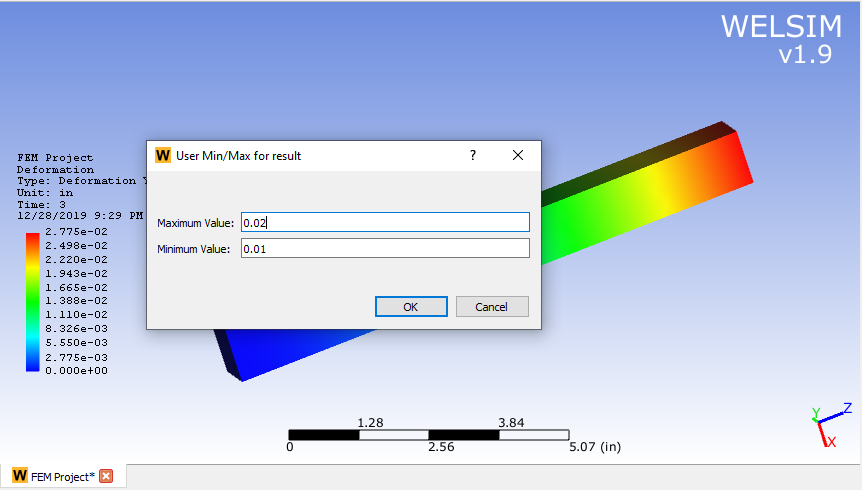 WELSIM
v1.9
FEM Project
Deformation
Type: Deformation Y
Unit: in
Time: 3
12/28/2019 9:29 PM
2.775e-02
2.498e-02
2.220e-02
1.943e-02
1.665e-02
1.388e-02
1.110e-02
8.326e-03
5.550e-03
2.775e-03
0.000e+00
W User Min/Max for result ?
Maximum Value: 0.02
Minimum Value: 0.01
OK Cancel
1.28 3.84
0 2.56 5.07 (in)
Y Z
X
W FEM Project*